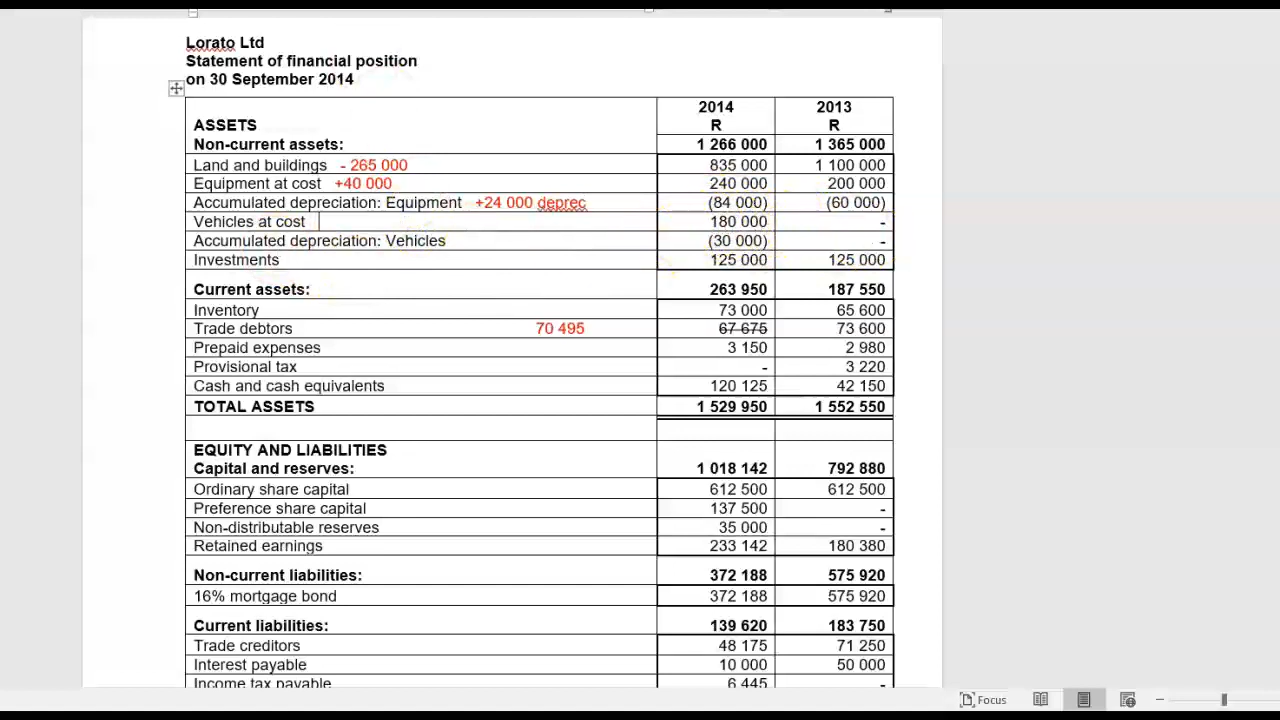 Lorato Ltd
Statement of financial position
on 30 September 2014
2014 2013
ASSETS R R
Non-current assets: 1 266 000 1 365 000
Land and buildings - 265 000 835 000 1 100 000
Equipment at cost +40 000 240 000 200 000
Accumulated depreciation: Equipment +24 000 deprec (84 000) (60 000)
Vehicles at cost 180 000 -
Accumulated depreciation: Vehicles (30 000) -
Investments 125 000 125 000
Current assets: 263 950 187 550
Inventory 73 000 65 600
Trade debtors 70 495 67 675 73 600
Prepaid expenses 3 150 2 980
Provisional tax - 3 220
Cash and cash equivalents 120 125 42 150
TOTAL ASSETS 1 529 950 1 552 550
EQUITY AND LIABILITIES
Capital and reserves: 1 018 142 792 880
Ordinary share capital 612 500 612 500
Preference share capital 137 500 -
Non-distributable reserves 35 000 -
Retained earnings 233 142 180 380
Non-current liabilities: 372 188 575 920
16% mortgage bond 372 188 575 920
Current liabilities: 139 620 183 750
Trade creditors 48 175 71 250
Interest payable 10 000 50 000
Income tax payable 6 445 -
Focus